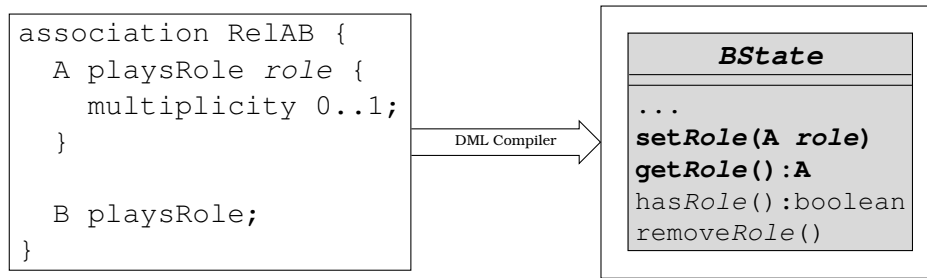 association RelAB {
A playsRole role {
multiplicity 0..1;
}
B playsRole;
}
DML Compiler
BState
...
setRole(A role)
getRole():A
hasRole():boolean
removeRole()